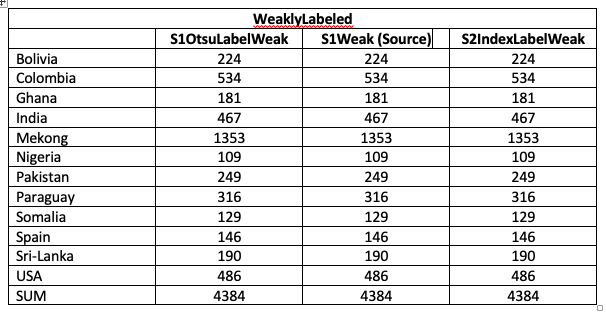 WeaklyLabeled
S1OtsuLabelWeak S1Weak (Source) S2IndexLabelWeak
Bolivia 224 224 224
Colombia 534 534 534
Ghana 181 181 181
India 467 467 467
Mekong 1353 1353 1353
Nigeria 109 109 109
Pakistan 249 249 249
Paraguay 316 316 316
Somalia 129 129 129
Spain 146 146 146
Sri-Lanka 190 190 190
USA 486 486 486
SUM 4384 4384 4384